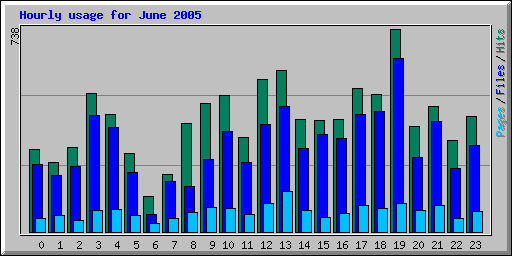 Hourly usage for June 2005
738
Pages/Files/Hits
0 1 2 3 4 5 6 7 8 9 10 11 12 13 14 15 16 17 18 19 20 21 22 23